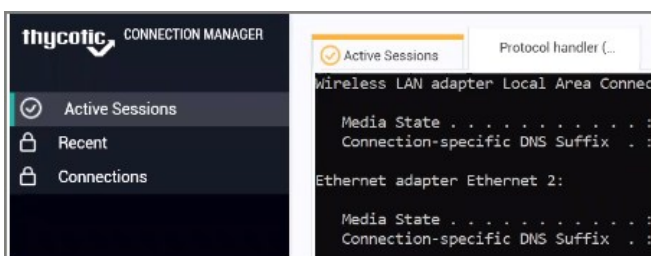 thycotic CONNECTION MANAGER
Active Sessions
Recent
Connections
Active Sessions
Protocol handler (...
Wireless LAN adapter Local Area Connec
Media State . . . . . . . . . . . :
Connection-specific DNS Suffix  . :
Ethernet adapter Ethernet 2:
Media State . . . . . . . . . . . :
Connection-specific DNS Suffix  . :